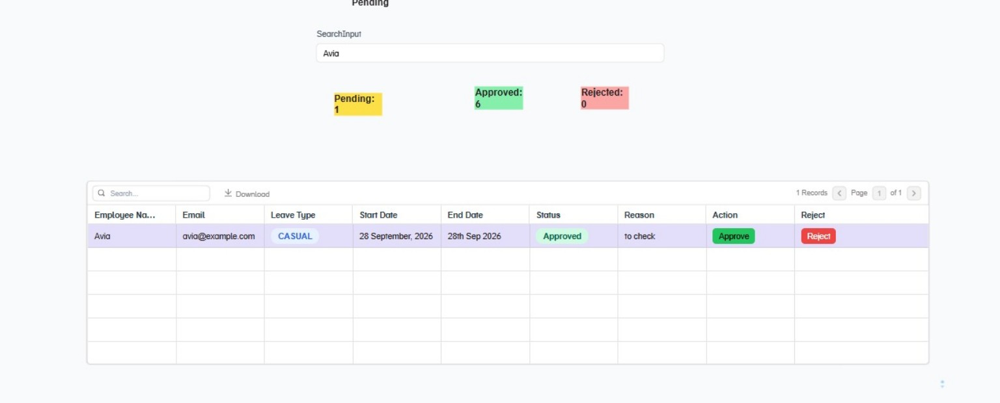 Pending
SearchInput
Avia
Pending:
1
Approved:
6
Rejected:
0
Search...
Download
1 Records
Page
1
of 1
Employee Na... Email Leave Type Start Date End Date Status Reason Action Reject
Avia avia@example.com CASUAL 28 September, 2026 28th Sep 2026 Approved to check Approve Reject